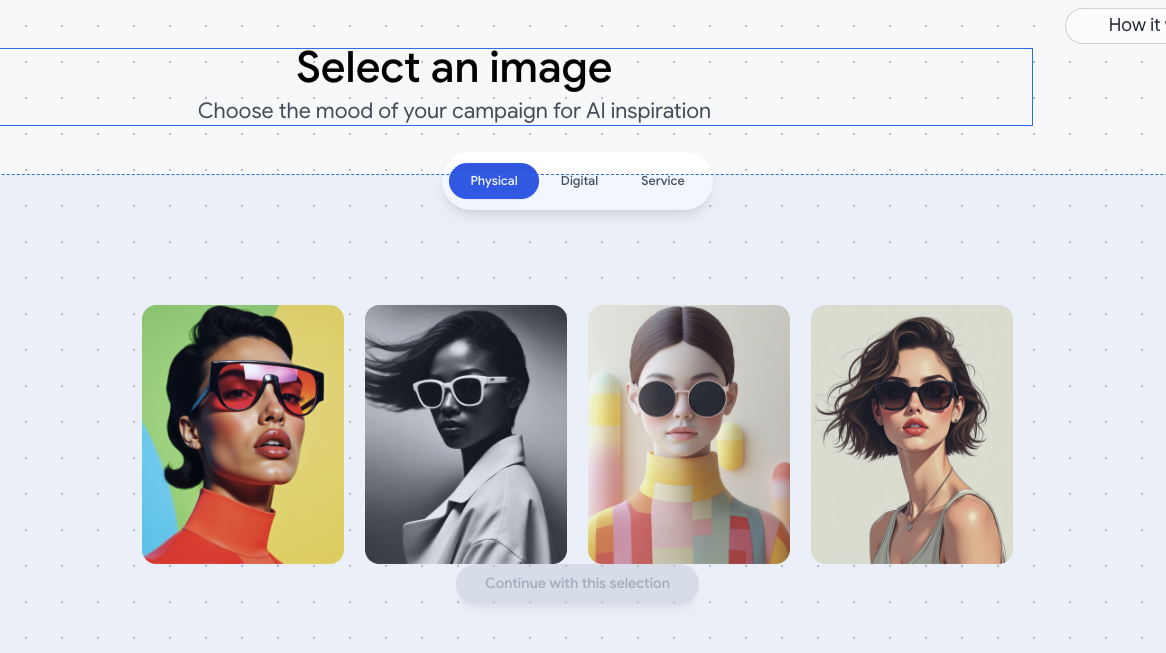 How it
Select an image
Choose the mood of your campaign for AI inspiration
Physical
Digital
Service
Continue with this selection